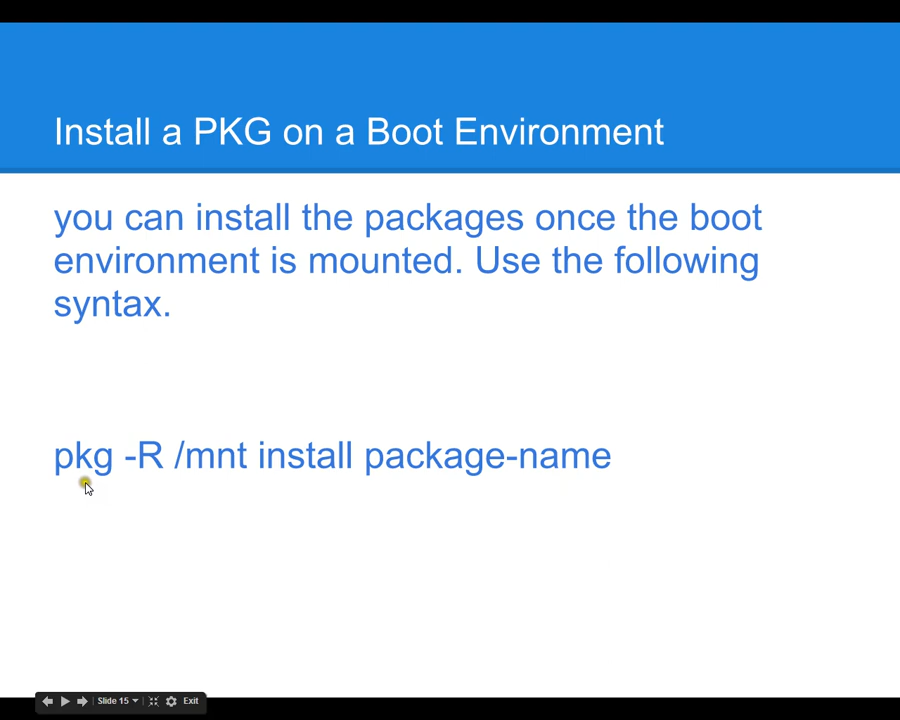 Install a PKG on a Boot Environment
you can install the packages once the boot
environment is mounted. Use the following
syntax.
pkg -R /mnt install package-name
Slide 15
Exit